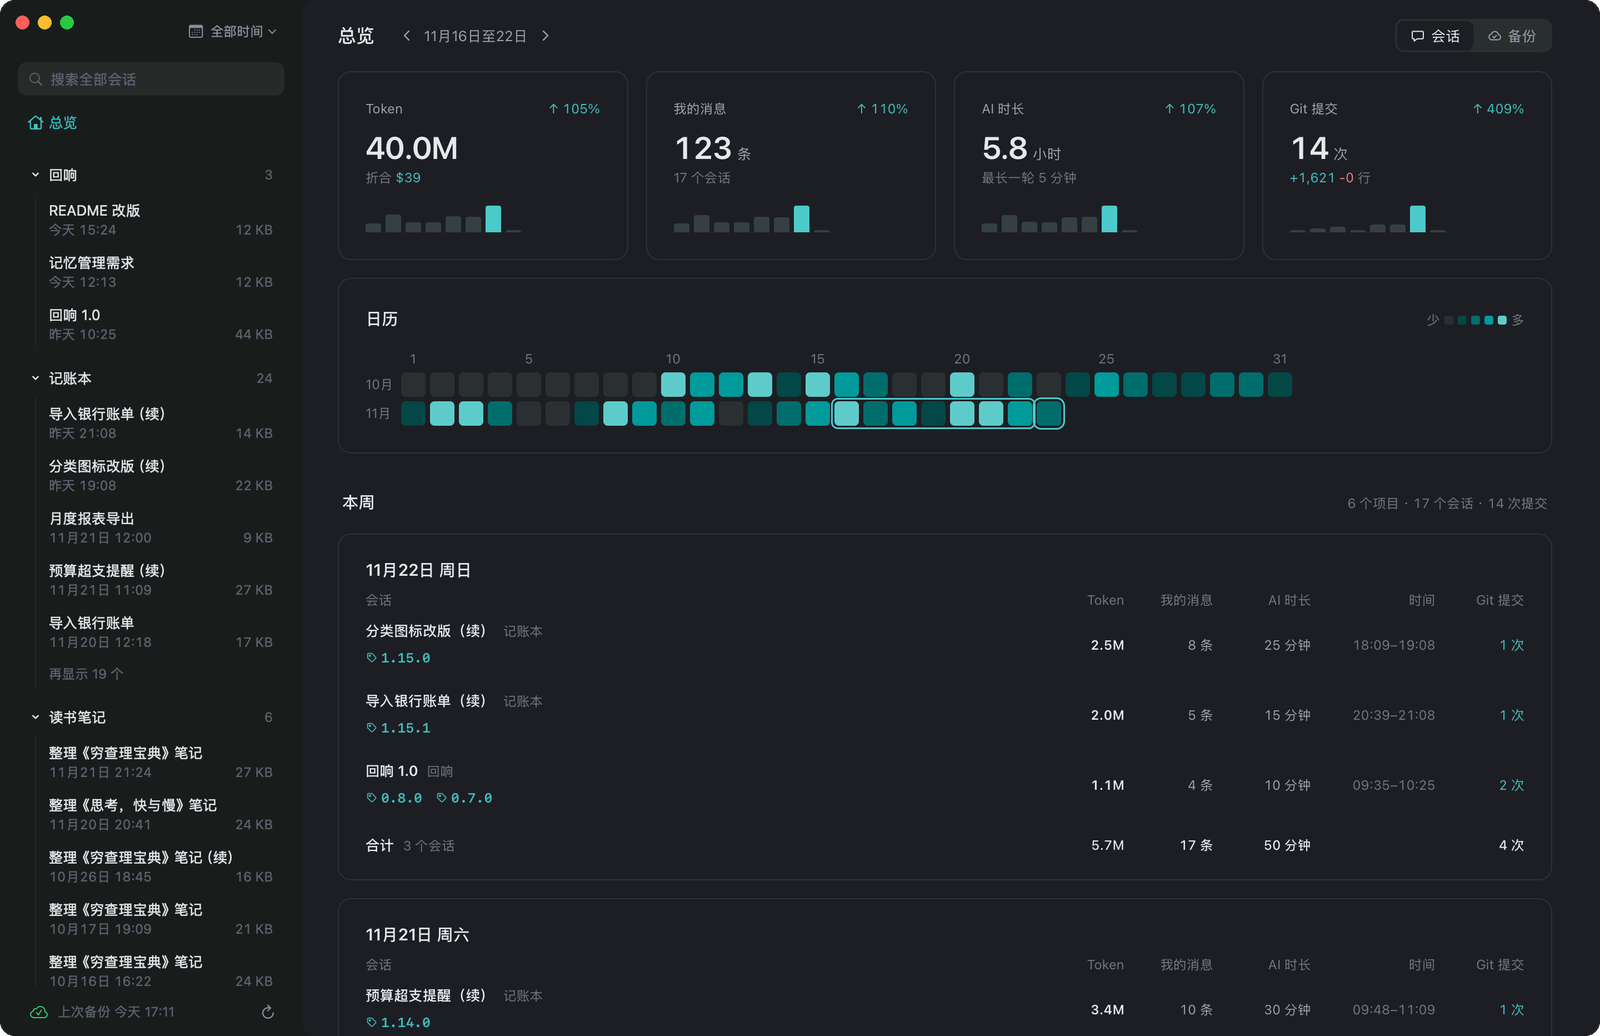 全部时间
搜索全部会话
总览
回响 3
README 改版
今天 15:24 12 KB
记忆管理需求
今天 12:13 12 KB
回响 1.0
昨天 10:25 44 KB
记账本 24
导入银行账单 (续)
昨天 21:08 14 KB
分类图标改版 (续)
昨天 19:08 22 KB
月度报表导出
11月21日 12:00 9 KB
预算超支提醒 (续)
11月21日 11:09 27 KB
导入银行账单
11月20日 12:18 17 KB
再显示 19 个
读书笔记 6
整理《穷查理宝典》笔记
11月21日 21:24 27 KB
整理《思考，快与慢》笔记
11月20日 20:41 24 KB
整理《穷查理宝典》笔记 (续)
10月26日 18:45 16 KB
整理《穷查理宝典》笔记
10月17日 19:09 21 KB
整理《穷查理宝典》笔记
10月16日 16:22 24 KB
上次备份 今天 17:11
总览 11月16日至22日
会话 备份
Token ↑ 105%
40.0M
折合 $39
我的消息 ↑ 110%
123 条
17 个会话
AI 时长 ↑ 107%
5.8 小时
最长一轮 5 分钟
Git 提交 ↑ 409%
14 次
+1,621 -0 行
日历 少 多
1 5 10 15 20 25 31
10月
11月
本周 6 个项目 · 17 个会话 · 14 次提交
11月22日 周日
会话 Token 我的消息 AI 时长 时间 Git 提交
分类图标改版（续） 记账本
1.15.0
2.5M 8 条 25 分钟 18:09–19:08 1 次
导入银行账单（续） 记账本
1.15.1
2.0M 5 条 15 分钟 20:39–21:08 1 次
回响 1.0 回响
0.8.0 0.7.0
1.1M 4 条 10 分钟 09:35–10:25 2 次
合计 3 个会话 5.7M 17 条 50 分钟 4 次
11月21日 周六
会话 Token 我的消息 AI 时长 时间 Git 提交
预算超支提醒（续） 记账本
1.14.0
3.4M 10 条 30 分钟 09:48–11:09 1 次